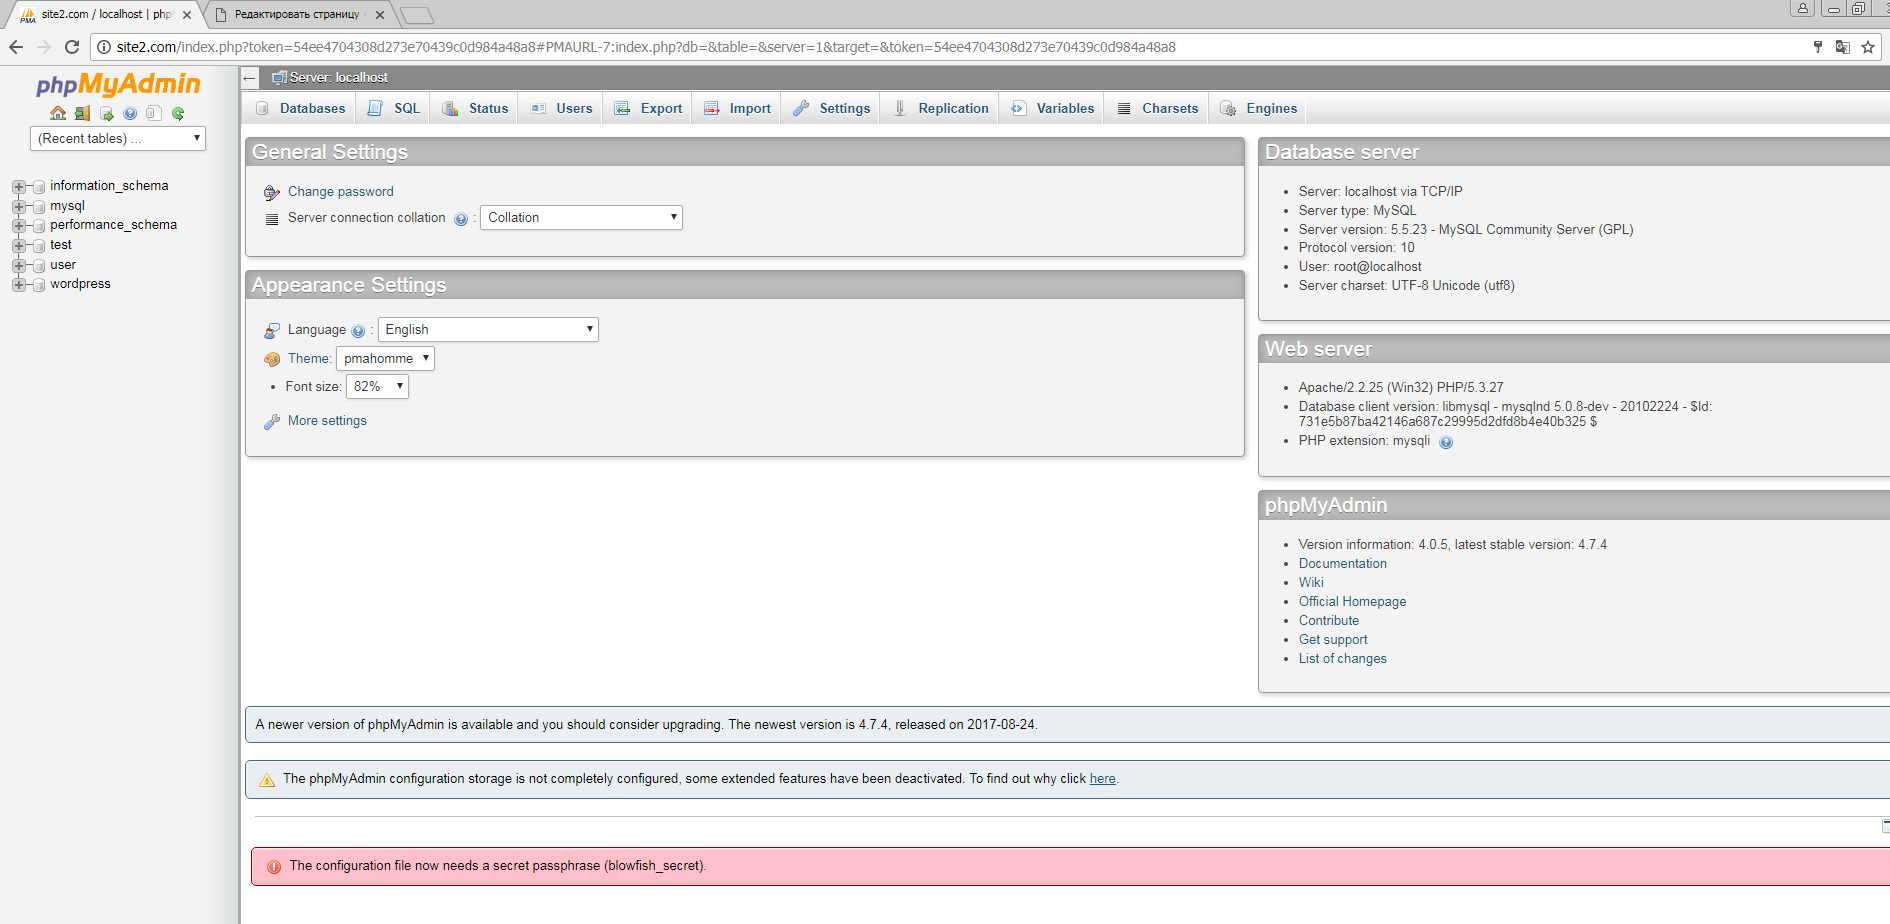 site2.com / localhost | php
Редактировать страницу
site2.com/index.php?token=54ee4704308d273e70439c0d984a48a8#PMAURL-7:index.php?db=&table=&server=1&target=&token=54ee4704308d273e70439c0d984a48a8
phpMyAdmin
(Recent tables) ...
information_schema
mysql
performance_schema
test
user
wordpress
Server: localhost
Databases SQL Status Users Export Import Settings Replication Variables Charsets Engines
General Settings
Change password
Server connection collation : Collation
Appearance Settings
Language : English
Theme: pmahomme
Font size: 82%
More settings
Database server
Server: localhost via TCP/IP
Server type: MySQL
Server version: 5.5.23 - MySQL Community Server (GPL)
Protocol version: 10
User: root@localhost
Server charset: UTF-8 Unicode (utf8)
Web server
Apache/2.2.25 (Win32) PHP/5.3.27
Database client version: libmysql - mysqlnd 5.0.8-dev - 20102224 - $Id:
731e5b87ba42146a687c29995d2dfd8b4e40b325 $
PHP extension: mysqli
phpMyAdmin
Version information: 4.0.5, latest stable version: 4.7.4
Documentation
Wiki
Official Homepage
Contribute
Get support
List of changes
A newer version of phpMyAdmin is available and you should consider upgrading. The newest version is 4.7.4, released on 2017-08-24.
The phpMyAdmin configuration storage is not completely configured, some extended features have been deactivated. To find out why click here.
The configuration file now needs a secret passphrase (blowfish_secret).